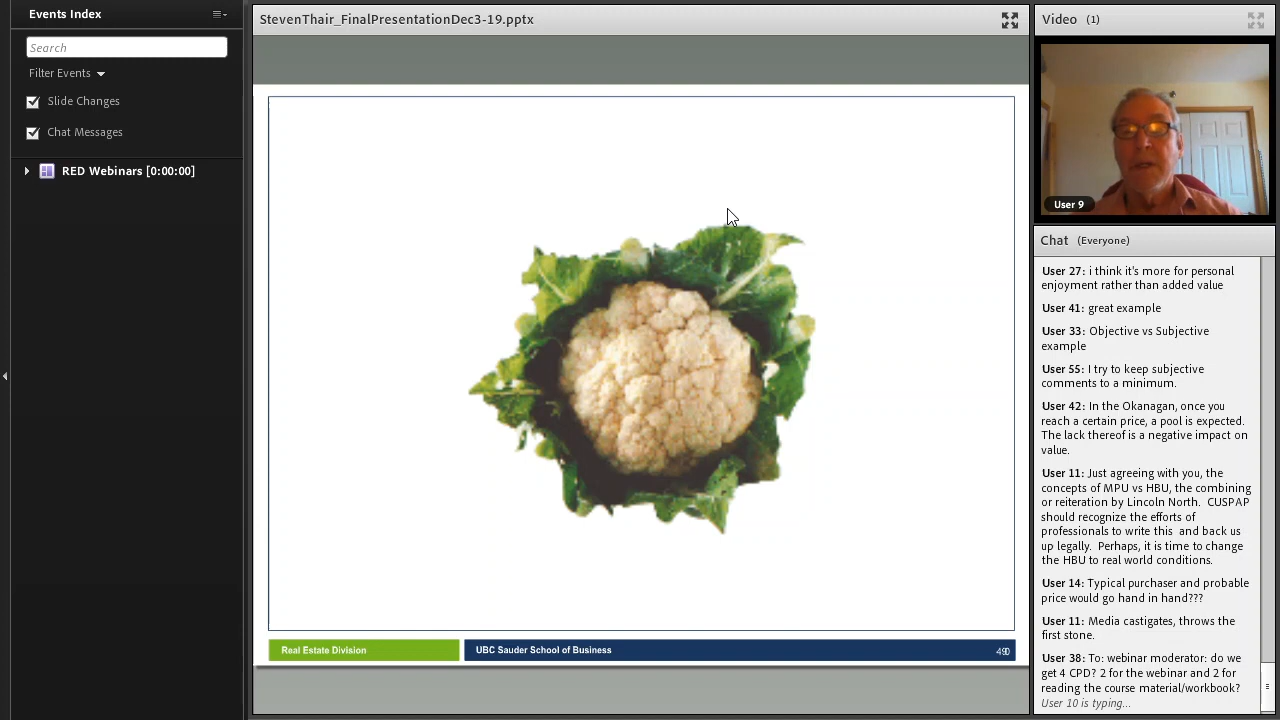 Events Index
Search
Filter Events
Slide Changes
Chat Messages
RED Webinars [0:00:00]
StevenThair_FinalPresentationDec3-19.pptx
Real Estate Division
UBC Sauder School of Business
Video (1)
User 9
Chat (Everyone)
User 27: i think it's more for personal
enjoyment rather than added value
User 41: great example
User 33: Objective vs Subjective
example
User 55: I try to keep subjective
comments to a minimum.
User 42: In the Okanagan, once you
reach a certain price, a pool is expected.
The lack thereof is a negative impact on
value.
User 11: Just agreeing with you, the
concepts of MPU vs HBU, the combining
or reiteration by Lincoln North. CUSPAP
should recognize the efforts of
professionals to write this and back us
up legally. Perhaps, it is time to change
the HBU to real world conditions.
User 14: Typical purchaser and probable
price would go hand in hand???
User 11: Media castigates, throws the
first stone.
User 38: To: webinar moderator: do we
get 4 CPD? 2 for the webinar and 2 for
reading the course material/workbook?
User 10 is typing...